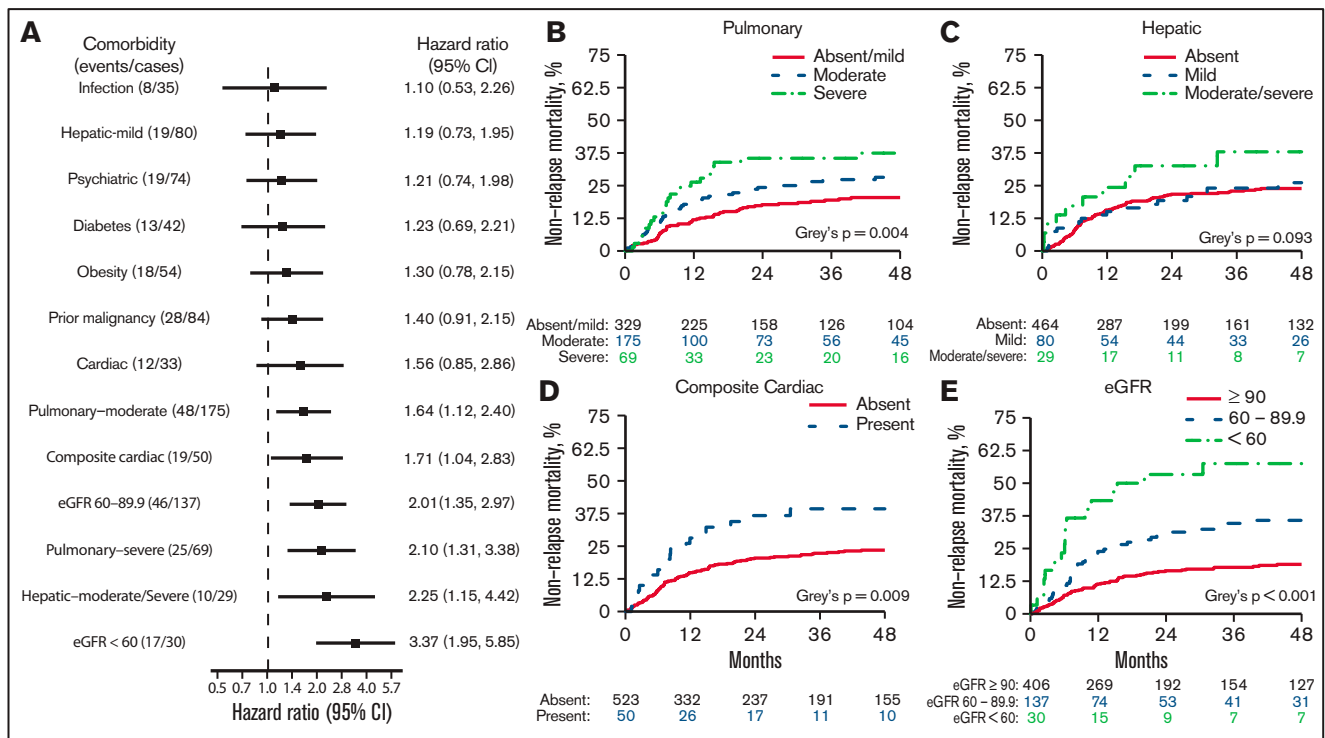 A
Comorbidity
(events/cases)
Hazard ratio
(95% CI)
Infection (8/35) 1.10 (0.53, 2.26)
Hepatic-mild (19/80) 1.19 (0.73, 1.95)
Psychiatric (19/74) 1.21 (0.74, 1.98)
Diabetes (13/42) 1.23 (0.69, 2.21)
Obesity (18/54) 1.30 (0.78, 2.15)
Prior malignancy (28/84) 1.40 (0.91, 2.15)
Cardiac (12/33) 1.56 (0.85, 2.86)
Pulmonary–moderate (48/175) 1.64 (1.12, 2.40)
Composite cardiac (19/50) 1.71 (1.04, 2.83)
eGFR 60–89.9 (46/137) 2.01(1.35, 2.97)
Pulmonary–severe (25/69) 2.10 (1.31, 3.38)
Hepatic–moderate/Severe (10/29) 2.25 (1.15, 4.42)
eGFR < 60 (17/30) 3.37 (1.95, 5.85)
0.5 0.7 1.0 1.4 2.0 2.8 4.0 5.7
Hazard ratio (95% CI)
B
Pulmonary
Non–relapse mortality, %
75
62.5
50
37.5
25
12.5
0
Absent/mild
Moderate
Severe
Grey's p = 0.004
0 12 24 36 48
Absent/mild: 329 225 158 126 104
Moderate: 175 100 73 56 45
Severe: 69 33 23 20 16
C
Hepatic
Non–relapse mortality, %
75
62.5
50
37.5
25
12.5
0
Absent
Mild
Moderate/severe
Grey's p = 0.093
0 12 24 36 48
Absent: 464 287 199 161 132
Mild: 80 54 44 33 26
Moderate/severe: 29 17 11 8 7
D
Composite Cardiac
Non–relapse mortality, %
75
62.5
50
37.5
25
12.5
0
Absent
Present
Grey's p = 0.009
0 12 24 36 48
Months
Absent: 523 332 237 191 155
Present: 50 26 17 11 10
E
eGFR
Non–relapse mortality, %
75
62.5
50
37.5
25
12.5
0
≥ 90
60 – 89.9
< 60
Grey's p < 0.001
0 12 24 36 48
Months
eGFR ≥ 90: 406 269 192 154 127
eGFR 60 – 89.9: 137 74 53 41 31
eGFR < 60: 30 15 9 7 7